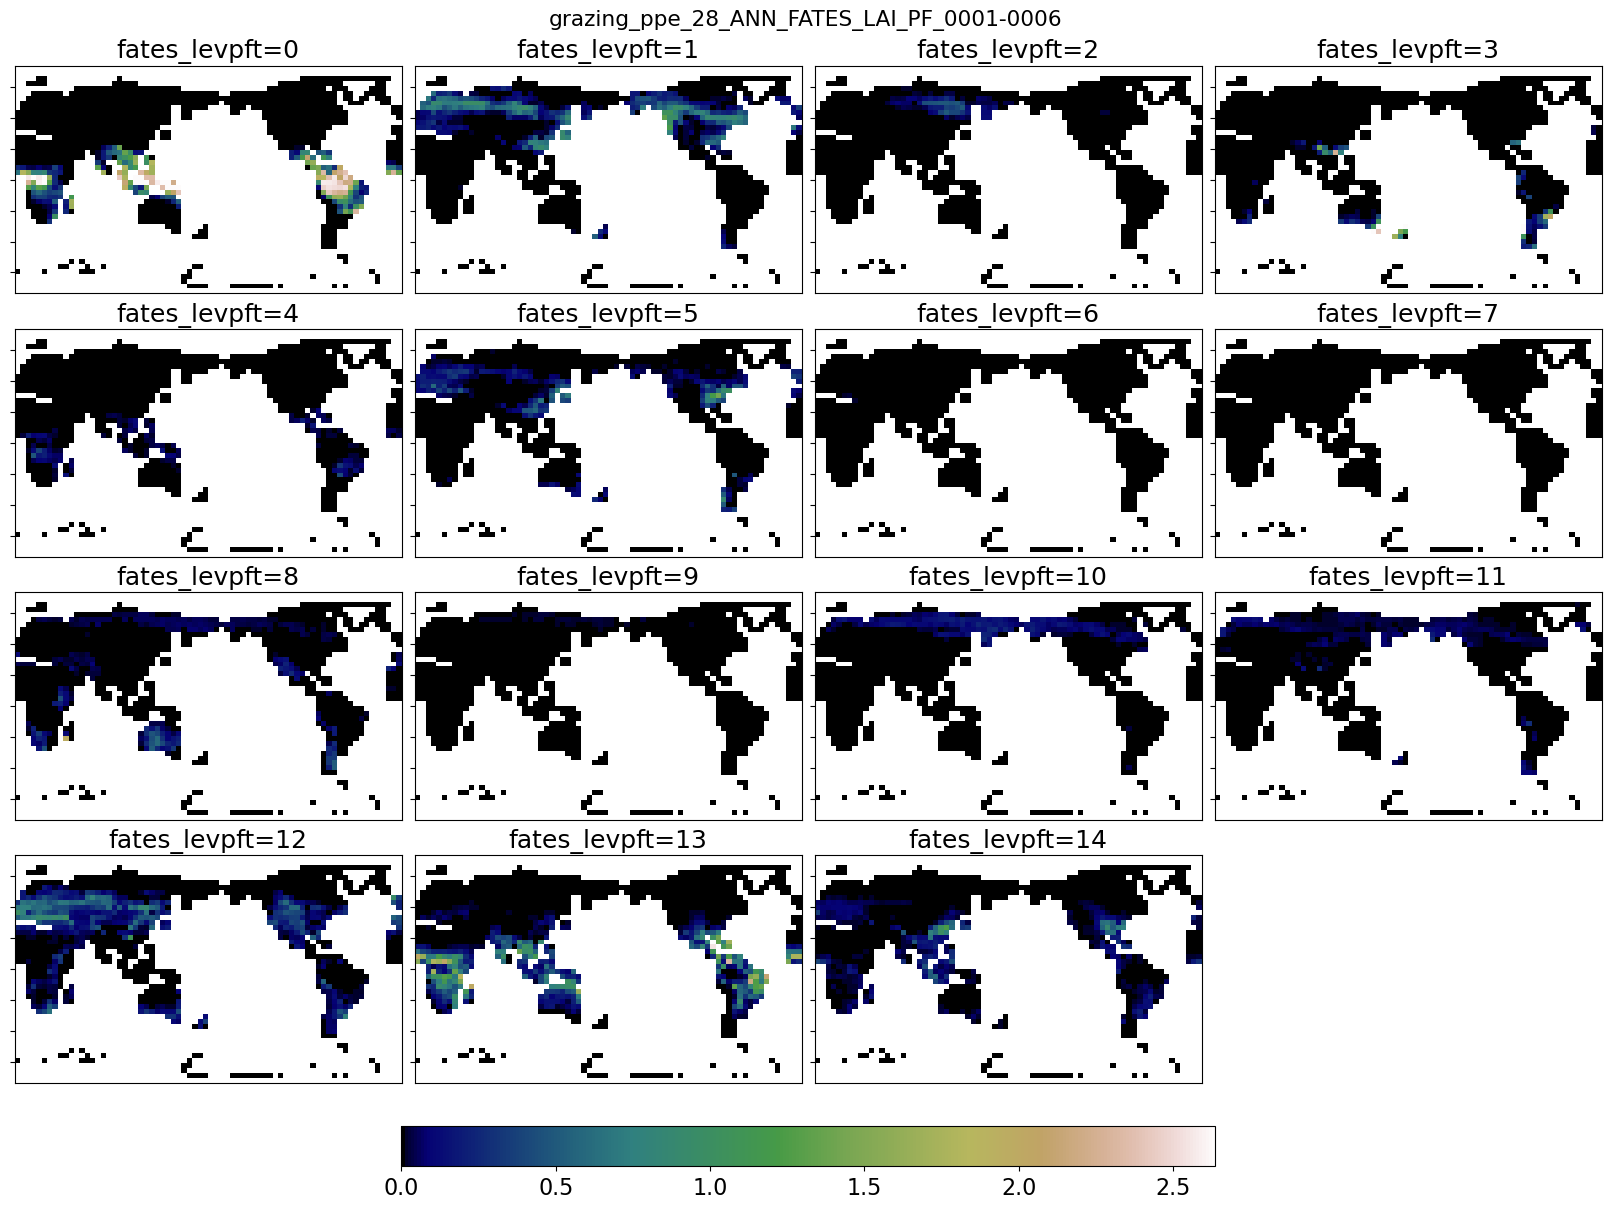 grazing_ppe_28_ANN_FATES_LAI_PF_0001-0006
fates_levpft=0
fates_levpft=1
fates_levpft=2
fates_levpft=3
fates_levpft=4
fates_levpft=5
fates_levpft=6
fates_levpft=7
fates_levpft=8
fates_levpft=9
fates_levpft=10
fates_levpft=11
fates_levpft=12
fates_levpft=13
fates_levpft=14
0.0 0.5 1.0 1.5 2.0 2.5